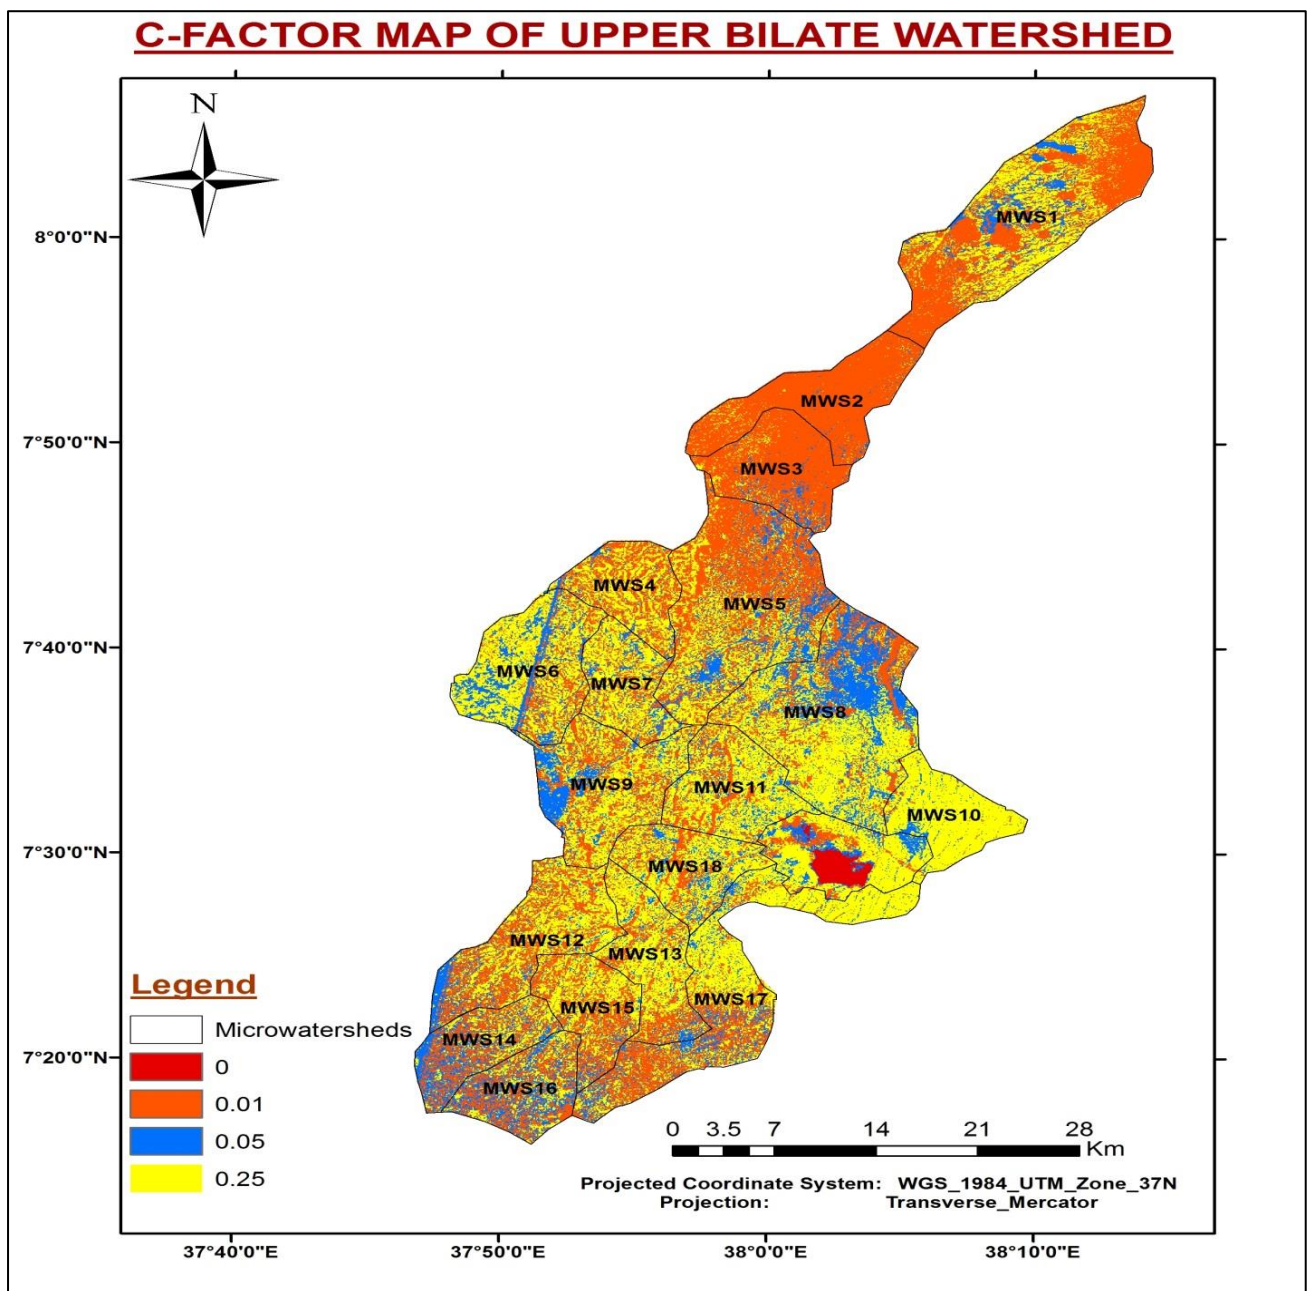 C-FACTOR MAP OF UPPER BILATE WATERSHED
N
MWS1
8°0'0"N
MWS2
7°50'0"N
MWS3
MWS4
MWS5
7°40'0"N
MWS6
MWS7
MWS8
MWS9
MWS11
MWS10
7°30'0"N
MWS18
MWS12
MWS13
Legend
MWS17
MWS15
Microwatersheds
MWS14
7°20'0"N
0
MWS16
0.01
0 3.5 7 14 21 28
Km
0.05
0.25
Projected Coordinate System: WGS_1984_UTM_Zone_37N
Projection: Transverse_Mercator
37°40'0"E 37°50'0"E 38°0'0"E 38°10'0"E